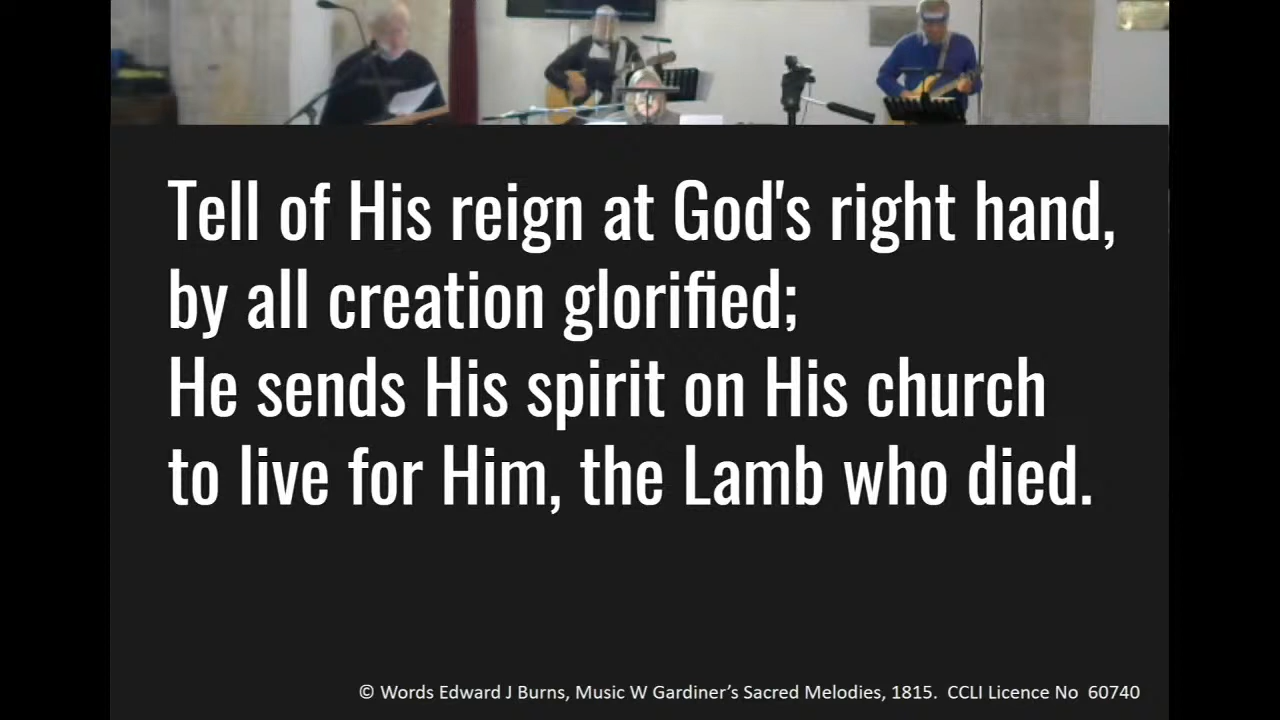 Tell of His reign at God's right hand,
by all creation glorified;
He sends His spirit on His church
to live for Him, the Lamb who died.
© Words Edward J Burns, Music W Gardiner’s Sacred Melodies, 1815.  CCLI Licence No  60740